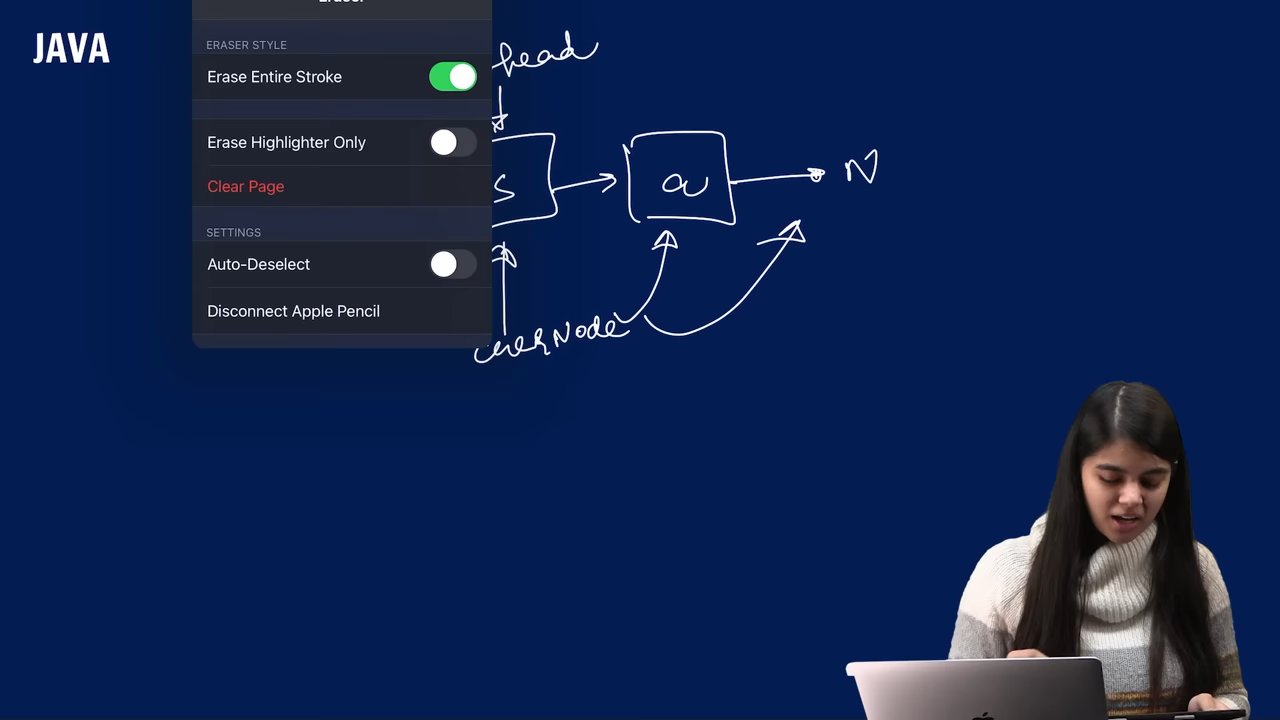 JAVA
Eraser
ERASER STYLE
Erase Entire Stroke
Erase Highlighter Only
Clear Page
SETTINGS
Auto-Deselect
Disconnect Apple Pencil
head
s
a
N
currNode